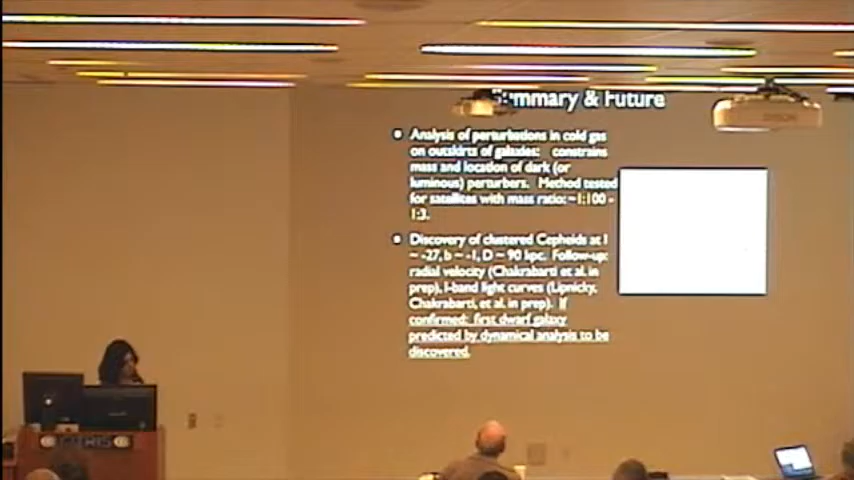 Summary & Future
Analysis of perturbations in cold gas
on outskirts of galaxies: constrains
mass and location of dark (or
luminous) perturbers. Method tested
for satellites with mass ratio: ~1:100 -
1:3.
Discovery of clustered Cepheids at l
~ -27, b ~ -1, D ~ 90 kpc. Follow-up:
radial velocity (Chakrabarti et al. in
prep), I-band light curves (Lipnicky,
Chakrabarti, et al. in prep). If
confirmed: first dwarf galaxy
predicted by dynamical analysis to be
discovered.
CITRIS